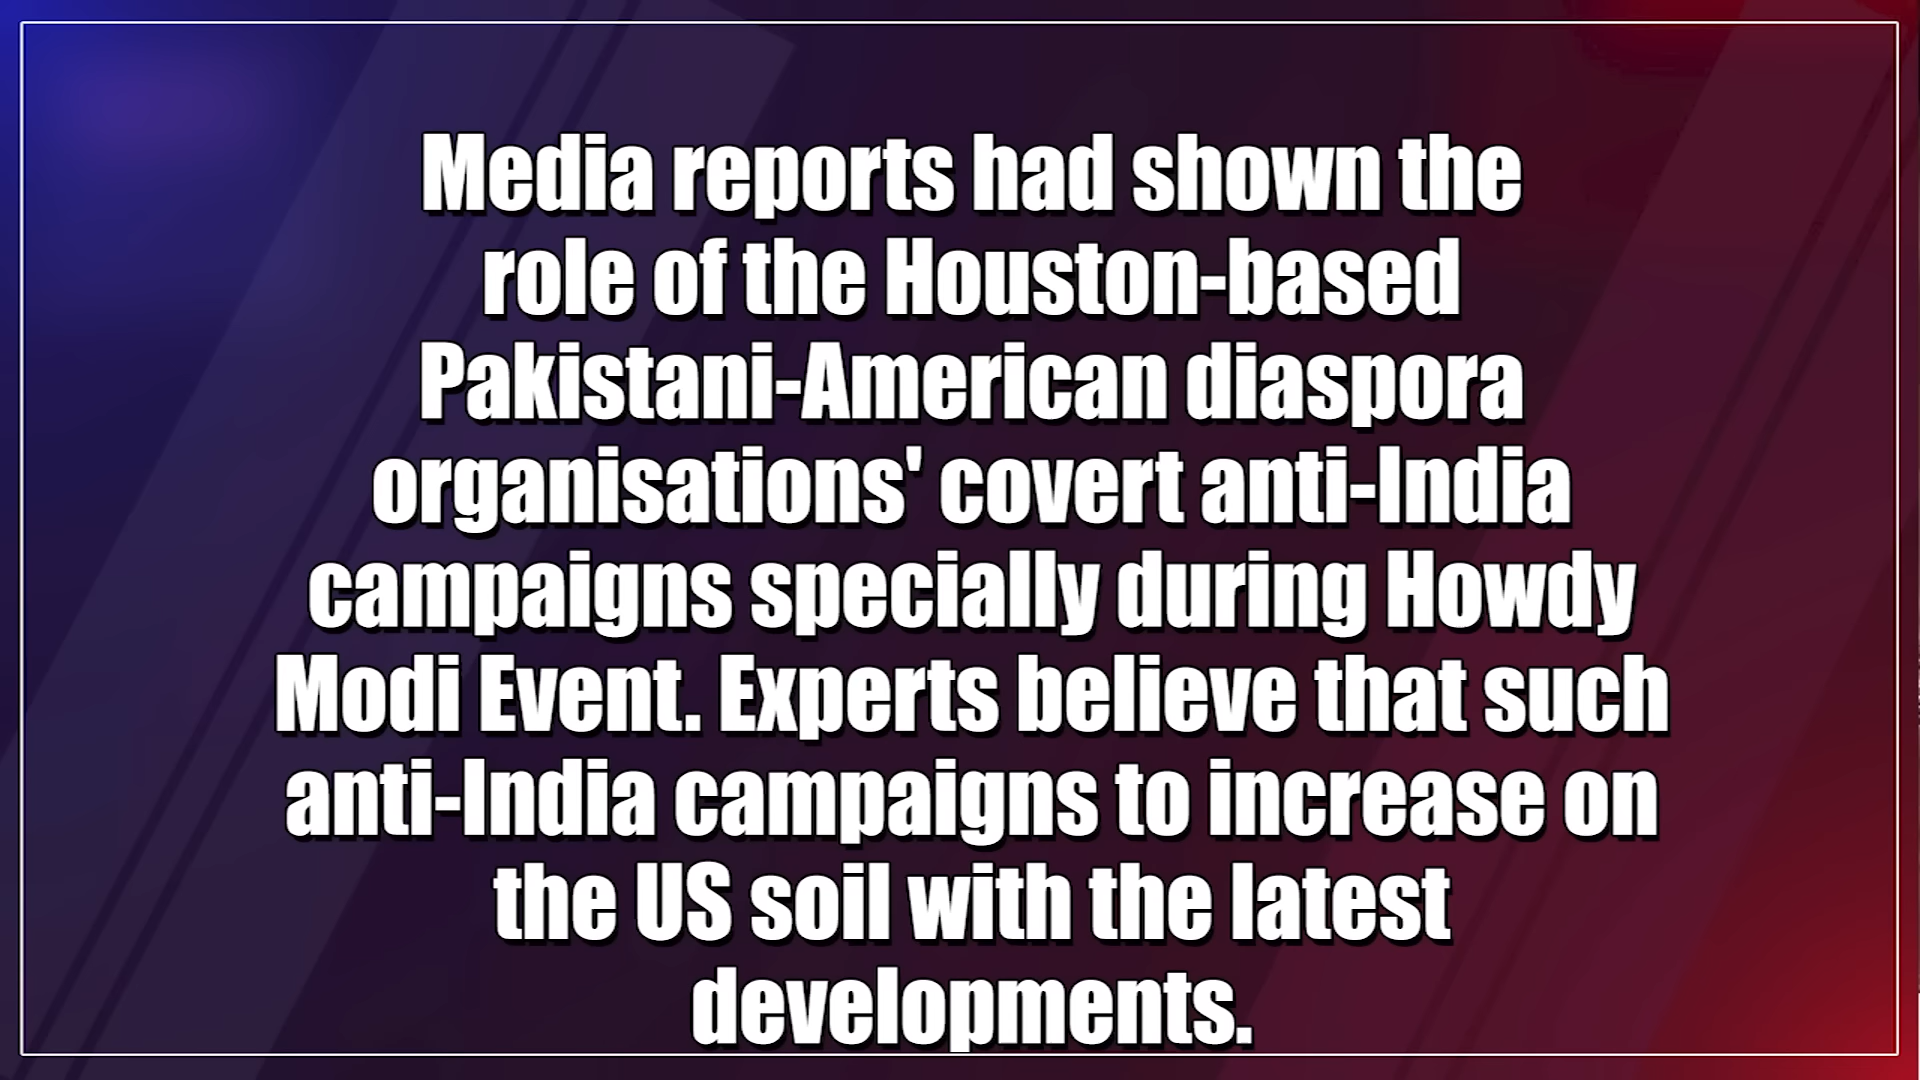 Media reports had shown the
role of the Houston-based
Pakistani-American diaspora
organisations' covert anti-India
campaigns specially during Howdy
Modi Event. Experts believe that such
anti-India campaigns to increase on
the US soil with the latest
developments.